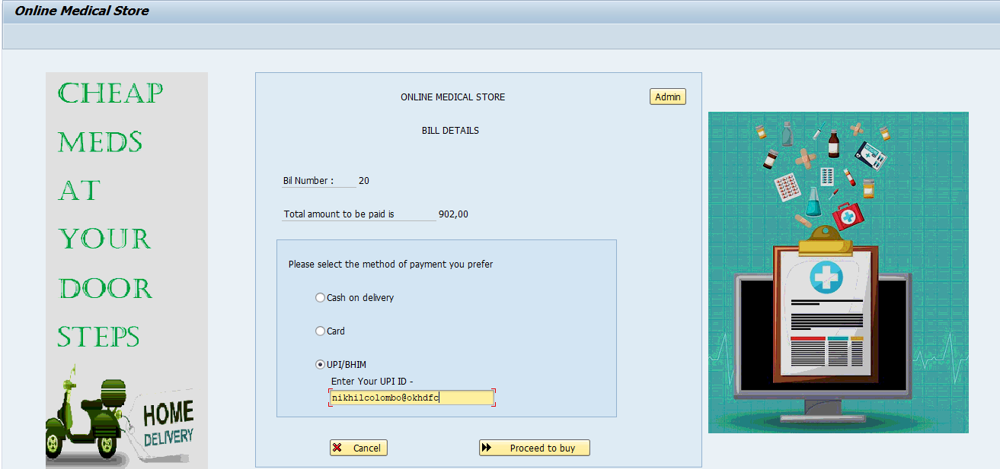 Online Medical Store
CHEAP
MEDS
AT
YOUR
DOOR
STEPS
HOME
DELIVERY
ONLINE MEDICAL STORE
Admin
BILL DETAILS
Bil Number : 20
Total amount to be paid is 902,00
Please select the method of payment you prefer
Cash on delivery
Card
UPI/BHIM
Enter Your UPI ID -
nikhilcolombo@okhdfc
Cancel
Proceed to buy